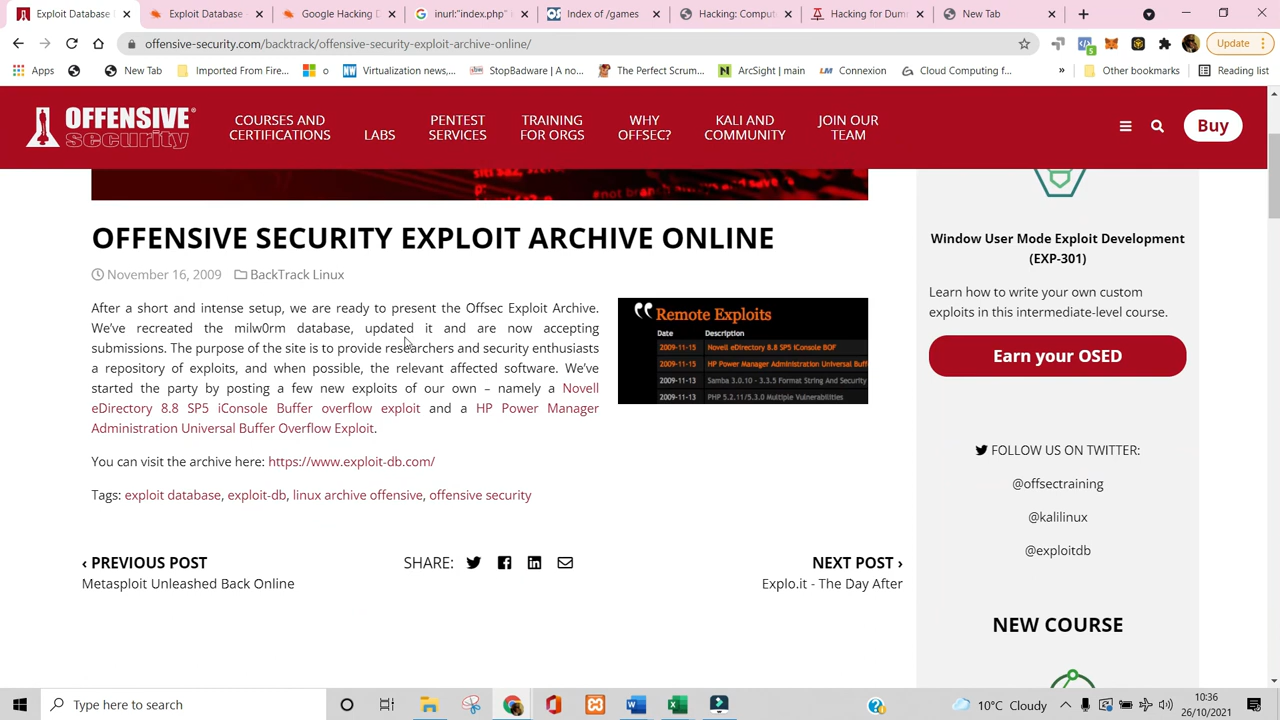 Exploit Database
Exploit Database
Google Hacking D
inurl:"index.php"
Index of /games
Hacking: Comput
Hacking for Dum
New Tab
offensive-security.com/backtrack/offensive-security-exploit-archive-online/
Update
Apps
New Tab
Imported From Fire...
o
Virtualization news,...
StopBadware | A no...
The Perfect Scrum...
ArcSight | main
Connexion
Cloud Computing f...
»
Other bookmarks
Reading list
OFFENSIVE
security
COURSES AND
CERTIFICATIONS
LABS
PENTEST
SERVICES
TRAINING
FOR ORGS
WHY
OFFSEC?
KALI AND
COMMUNITY
JOIN OUR
TEAM
Buy
not branch
and save
OFFENSIVE SECURITY EXPLOIT ARCHIVE ONLINE
November 16, 2009 BackTrack Linux
After a short and intense setup, we are ready to present the Offsec Exploit Archive.
We've recreated the milw0rm database, updated it and are now accepting
submissions. The purpose of the site is to provide researchers and security enthusiasts
a repository of exploits, and when possible, the relevant affected software. We've
started the party by posting a few new exploits of our own – namely a Novell
eDirectory 8.8 SP5 iConsole Buffer overflow exploit and a HP Power Manager
Administration Universal Buffer Overflow Exploit.
Remote Exploits
Date Description
2009-11-15 Novell eDirectory 8.8 SP5 iConsole BOF
2009-11-15 HP Power Manager Administration Universal Buff
2009-11-13 Samba 3.0.10 - 3.3.5 Format String And Security
2009-11-13 PHP 5.2.11/5.3.0 Multiple Vulnerabilities
You can visit the archive here: https://www.exploit-db.com/
Tags: exploit database, exploit-db, linux archive offensive, offensive security
‹ PREVIOUS POST
Metasploit Unleashed Back Online
SHARE:
NEXT POST ›
Explo.it - The Day After
Window User Mode Exploit Development
(EXP-301)
Learn how to write your own custom
exploits in this intermediate-level course.
Earn your OSED
FOLLOW US ON TWITTER:
@offsectraining
@kalilinux
@exploitdb
NEW COURSE
Type here to search
10°C Cloudy
10:36
26/10/2021